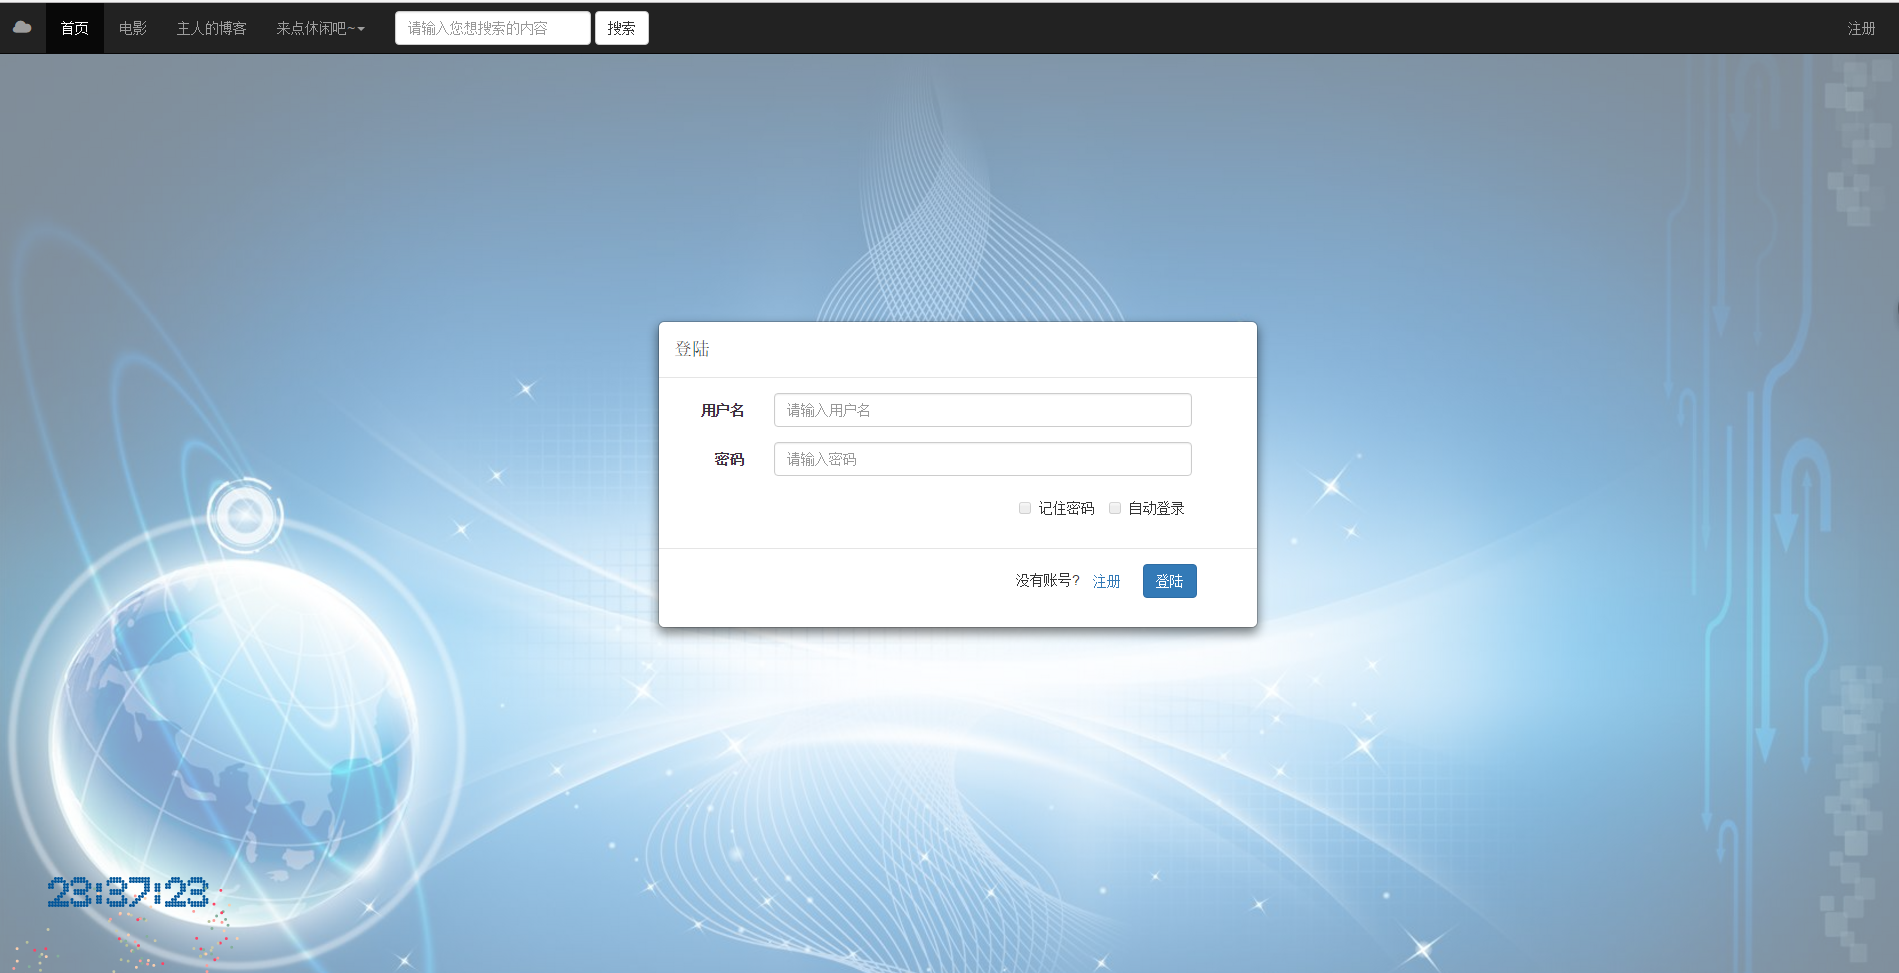 首页 电影 主人的博客 来点休闲吧~ 请输入您想搜索的内容 搜索 注册
登陆
用户名 请输入用户名
密码 请输入密码
记住密码 自动登录
没有账号? 注册 登陆
23:37:23